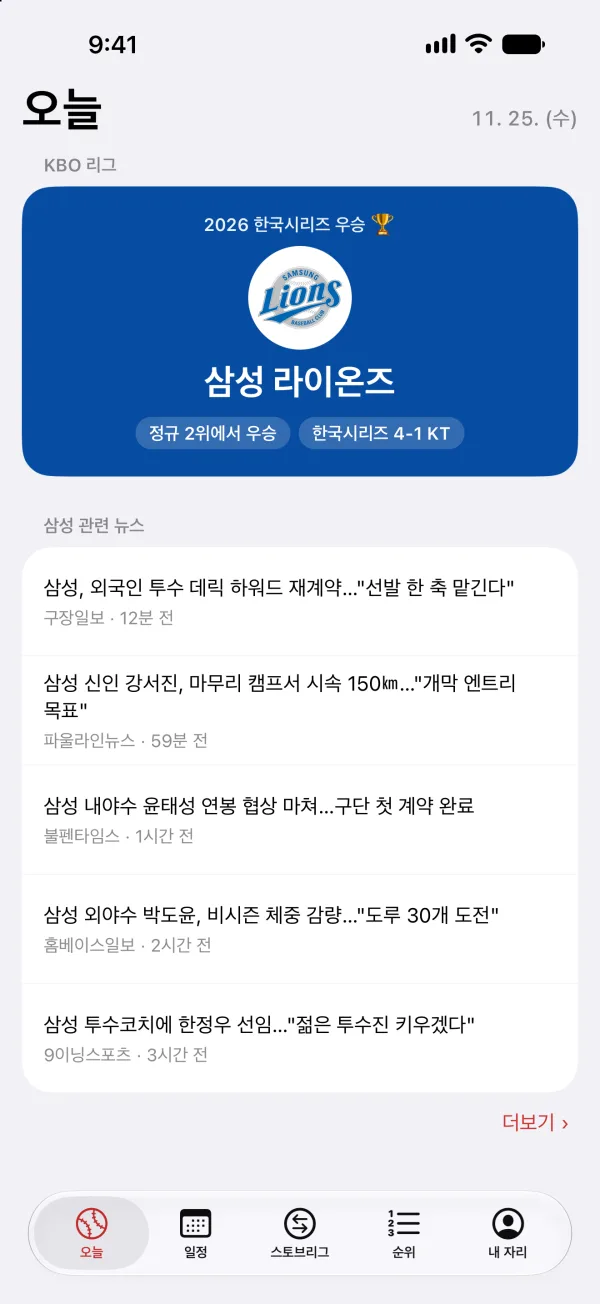 9:41
오늘
11. 25. (수)
KBO 리그
2026 한국시리즈 우승 🏆
SAMSUNG
Lions
BASEBALL CLUB
삼성 라이온즈
정규 2위에서 우승
한국시리즈 4-1 KT
삼성 관련 뉴스
삼성, 외국인 투수 데릭 하워드 재계약…"선발 한 축 맡긴다"
구장일보 · 12분 전
삼성 신인 강서진, 마무리 캠프서 시속 150㎞…"개막 엔트리
목표"
파울라인뉴스 · 59분 전
삼성 내야수 윤태성 연봉 협상 마쳐…구단 첫 계약 완료
불펜타임스 · 1시간 전
삼성 외야수 박도윤, 비시즌 체중 감량…"도루 30개 도전"
홈베이스일보 · 2시간 전
삼성 투수코치에 한정우 선임…"젊은 투수진 키우겠다"
9이닝스포츠 · 3시간 전
더보기 ›
오늘
일정
스토브리그
1
2
3
순위
내 자리